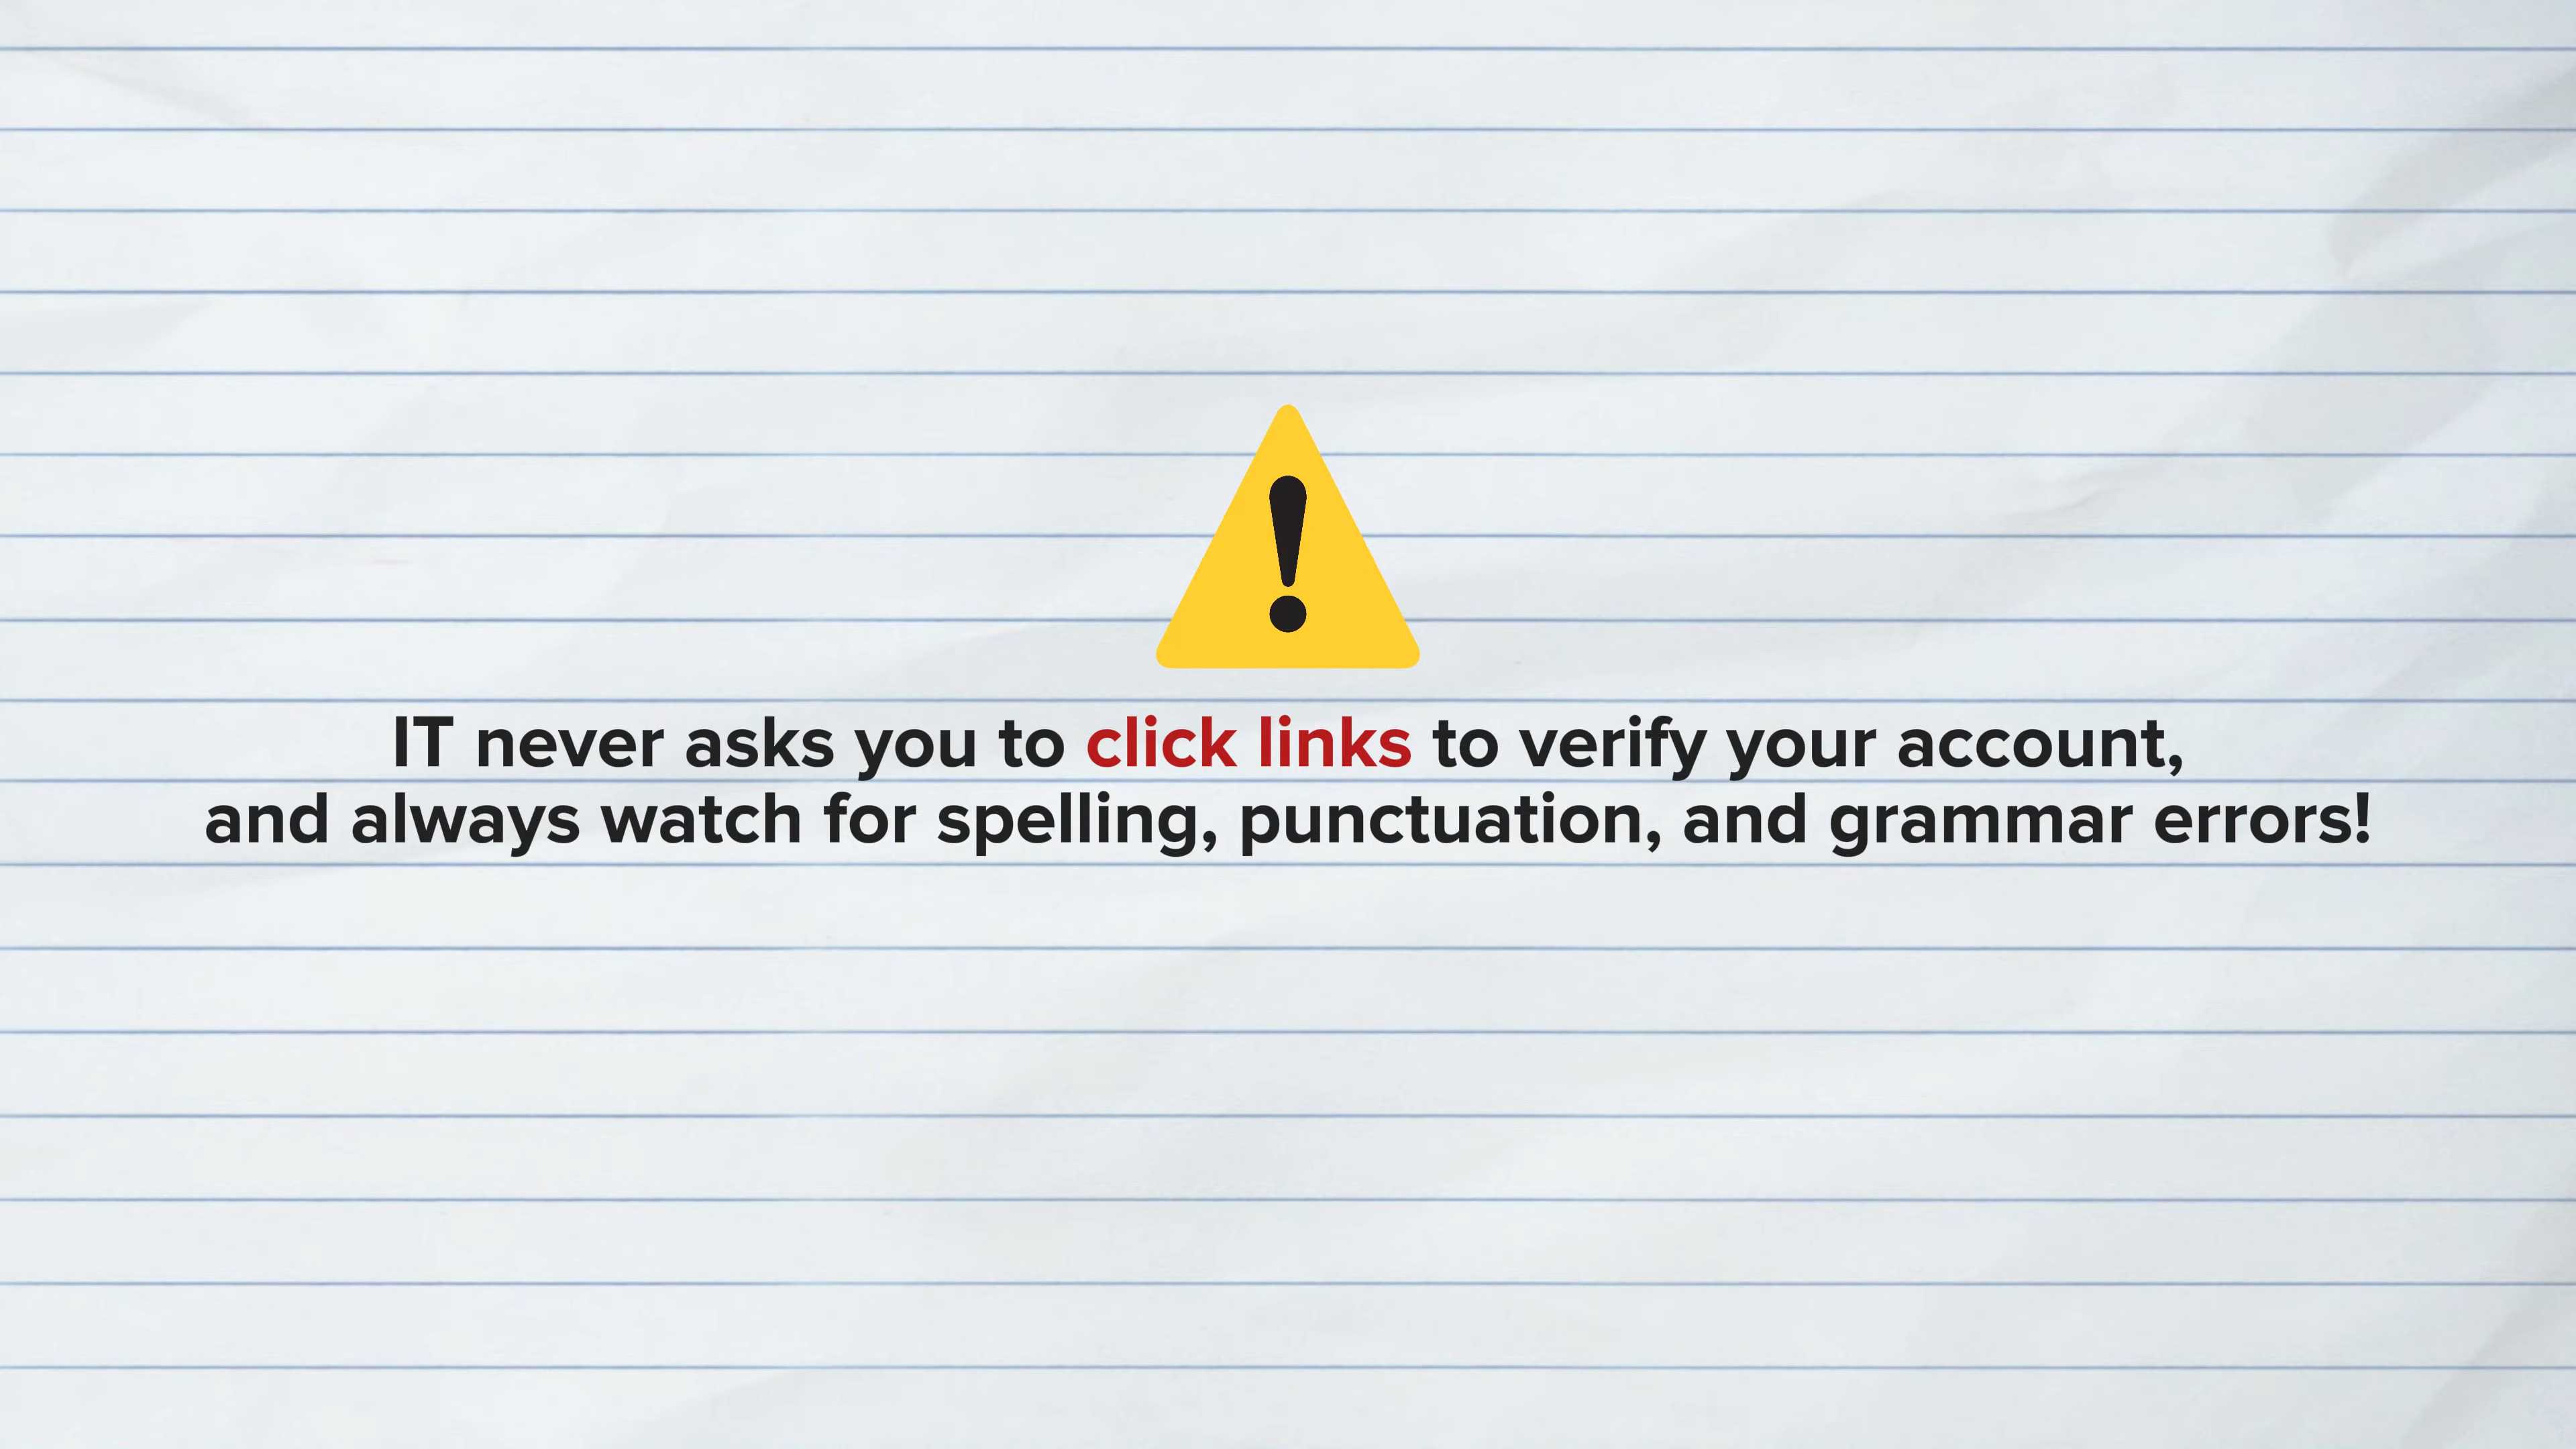 IT never asks you to click links to verify your account,
and always watch for spelling, punctuation, and grammar errors!